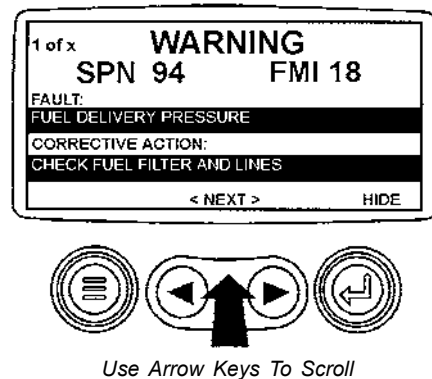 1 of x WARNING
SPN 94 FMI 18
FAULT:
FUEL DELIVERY PRESSURE
CORRECTIVE ACTION:
CHECK FUEL FILTER AND LINES
< NEXT > HIDE
Use Arrow Keys To Scroll